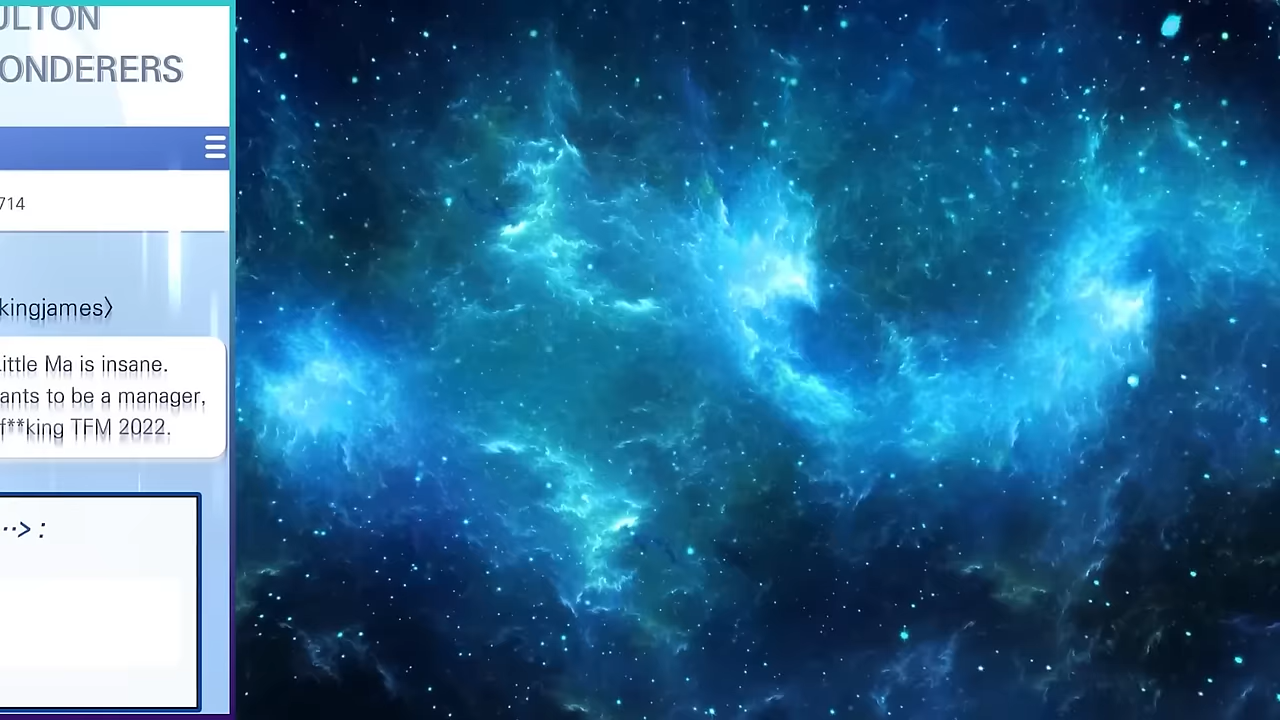 ULTON
ONDERERS
714
kingjames〉
Little Ma is insane.
ants to be a manager,
f**king TFM 2022.
··> :